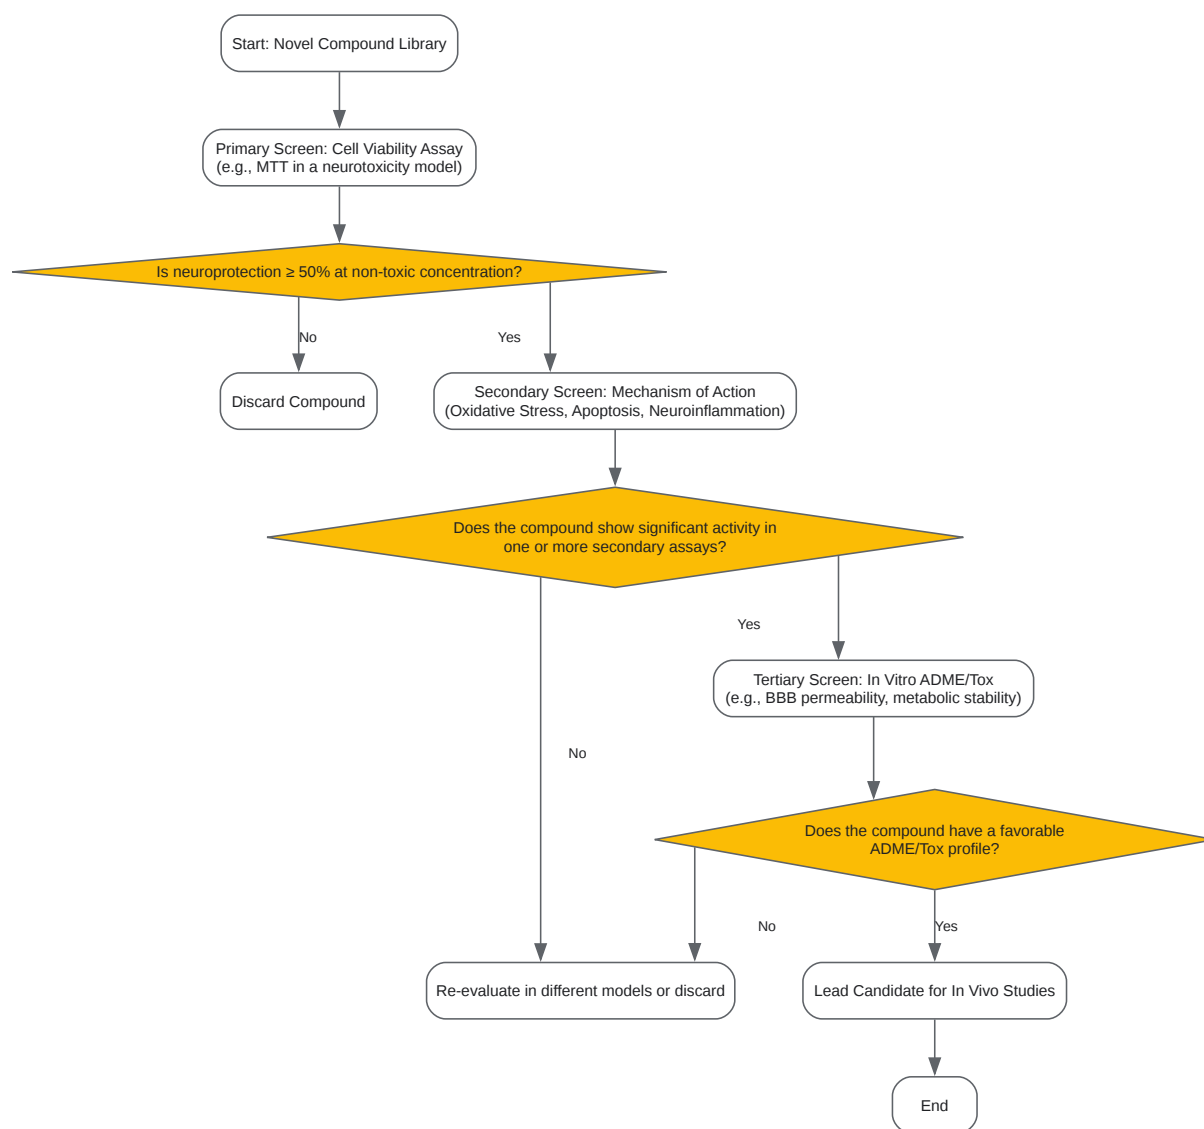 Start: Novel Compound Library
Primary Screen: Cell Viability Assay
(e.g., MTT in a neurotoxicity model)
Is neuroprotection ≥ 50% at non-toxic concentration?
No
Yes
Discard Compound
Secondary Screen: Mechanism of Action
(Oxidative Stress, Apoptosis, Neuroinflammation)
Does the compound show significant activity in
one or more secondary assays?
Yes
Tertiary Screen: In Vitro ADME/Tox
(e.g., BBB permeability, metabolic stability)
No
Does the compound have a favorable
ADME/Tox profile?
No
Yes
Re-evaluate in different models or discard
Lead Candidate for In Vivo Studies
End